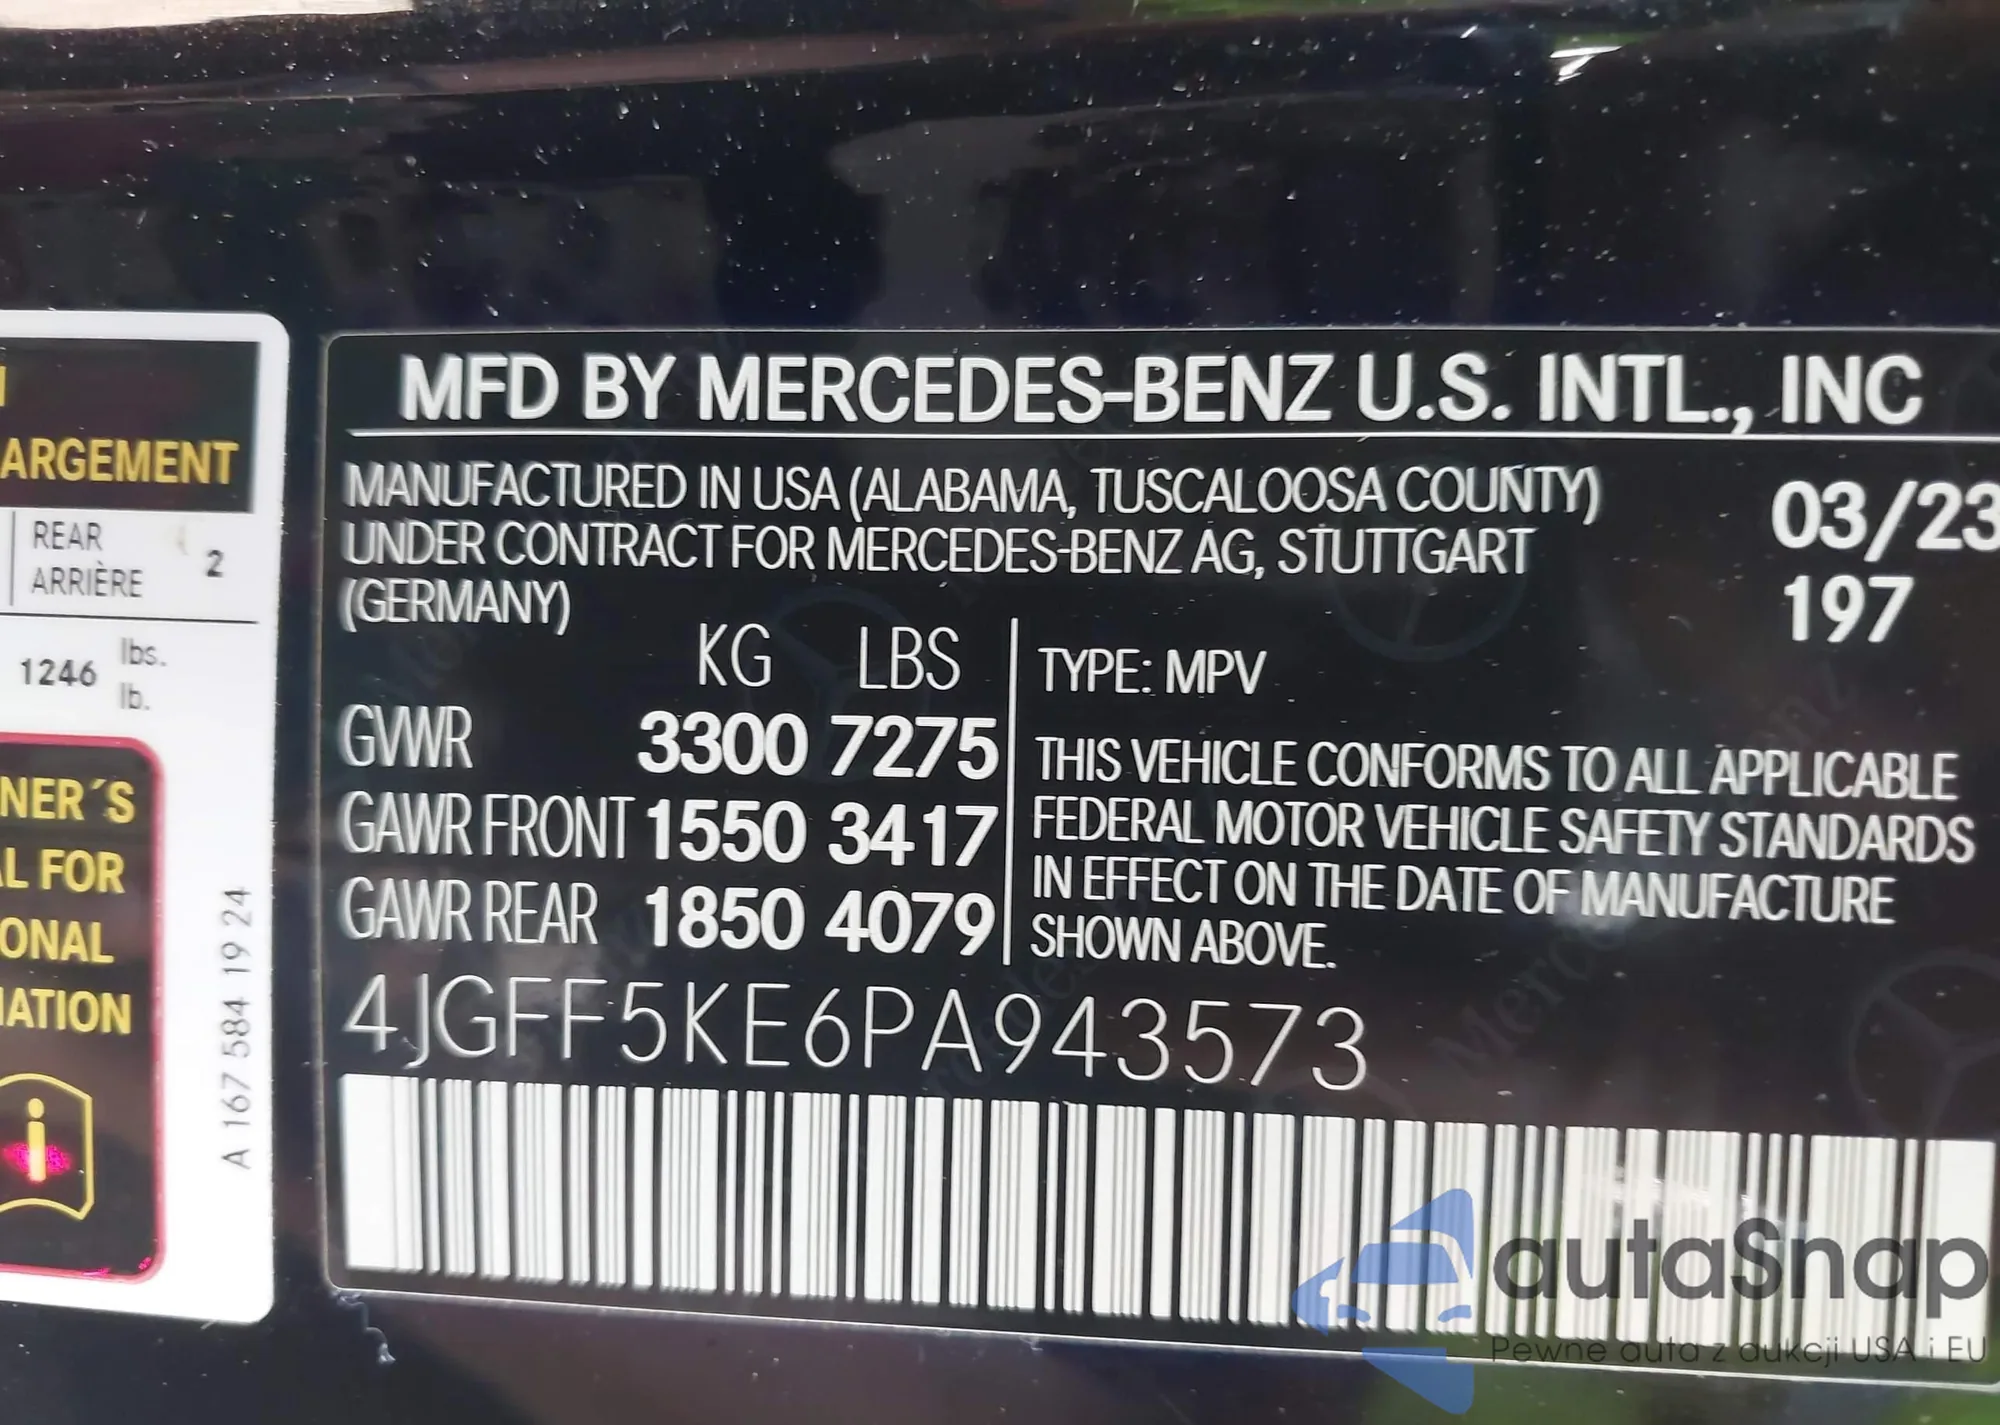 ARGEMENT
REAR
ARRIÈRE
2
1246 lbs.
lb.
NER´S
L FOR
ONAL
MATION
i
A 167 584 19 24
MFD BY MERCEDES-BENZ U.S. INTL., INC
MANUFACTURED IN USA (ALABAMA, TUSCALOOSA COUNTY)
UNDER CONTRACT FOR MERCEDES-BENZ AG, STUTTGART
(GERMANY)
03/23
197
KG LBS
GVWR 3300 7275
GAWR FRONT 1550 3417
GAWR REAR 1850 4079
TYPE: MPV
THIS VEHICLE CONFORMS TO ALL APPLICABLE
FEDERAL MOTOR VEHICLE SAFETY STANDARDS
IN EFFECT ON THE DATE OF MANUFACTURE
SHOWN ABOVE.
4JGFF5KE6PA943573
autaSnap
Pewne auta z aukcji USA i EU